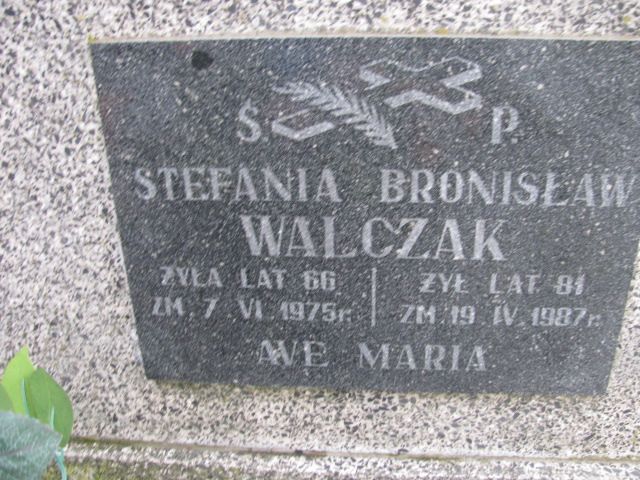 Ś. P.
STEFANIA BRONISŁAW
WALCZAK
ŻYŁA LAT 66 ŻYŁ LAT 81
ZM. 7 VI 1975r. ZM. 19 IV 1987r.
AVE MARIA